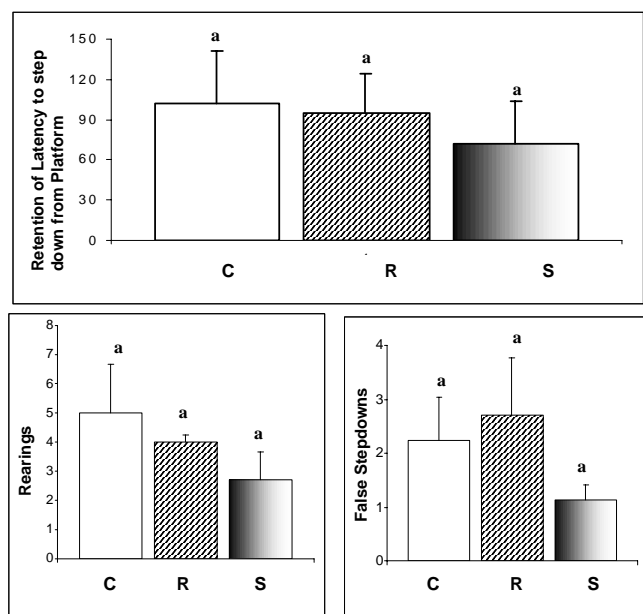 Retention of Latency to step
down from Platform
150
120
90
60
30
0
a
a
a
C
R
S
Rearings
8
7
6
5
4
3
2
1
0
a
a
a
C
R
S
False Stepdowns
4
3
2
1
0
a
a
a
C
R
S